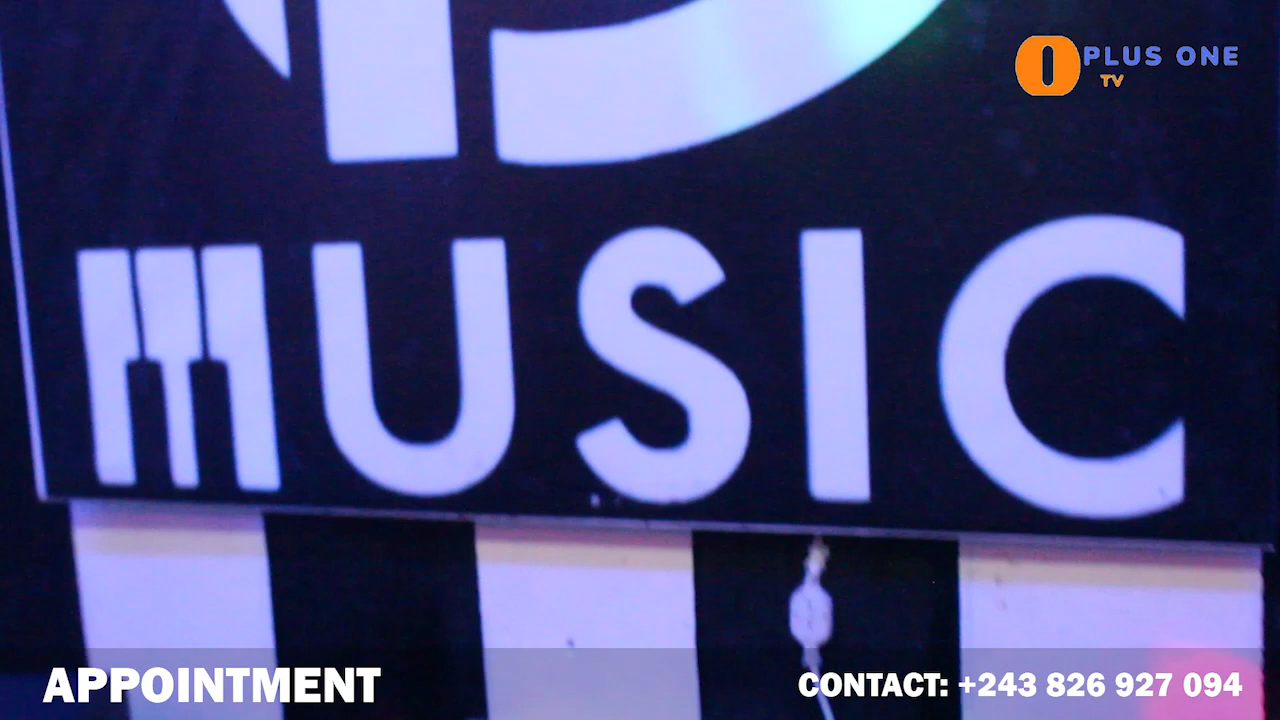 PLUS ONE
TV
MUSIC
APPOINTMENT
CONTACT: +243 826 927 094